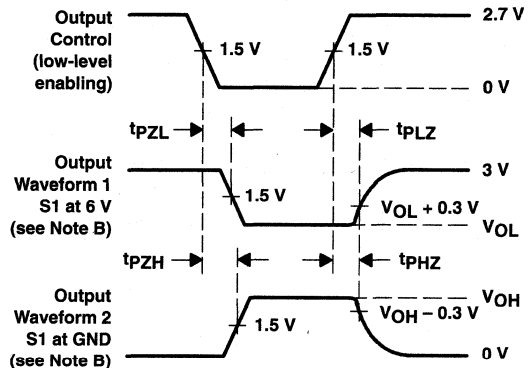 Output
Control
(low-level
enabling)
1.5 V
1.5 V
2.7 V
0 V
tPZL
tPLZ
Output
Waveform 1
S1 at 6 V
(see Note B)
1.5 V
3 V
VOL + 0.3 V
VOL
tPZH
tPHZ
Output
Waveform 2
S1 at GND
(see Note B)
1.5 V
VOH
VOH – 0.3 V
0 V